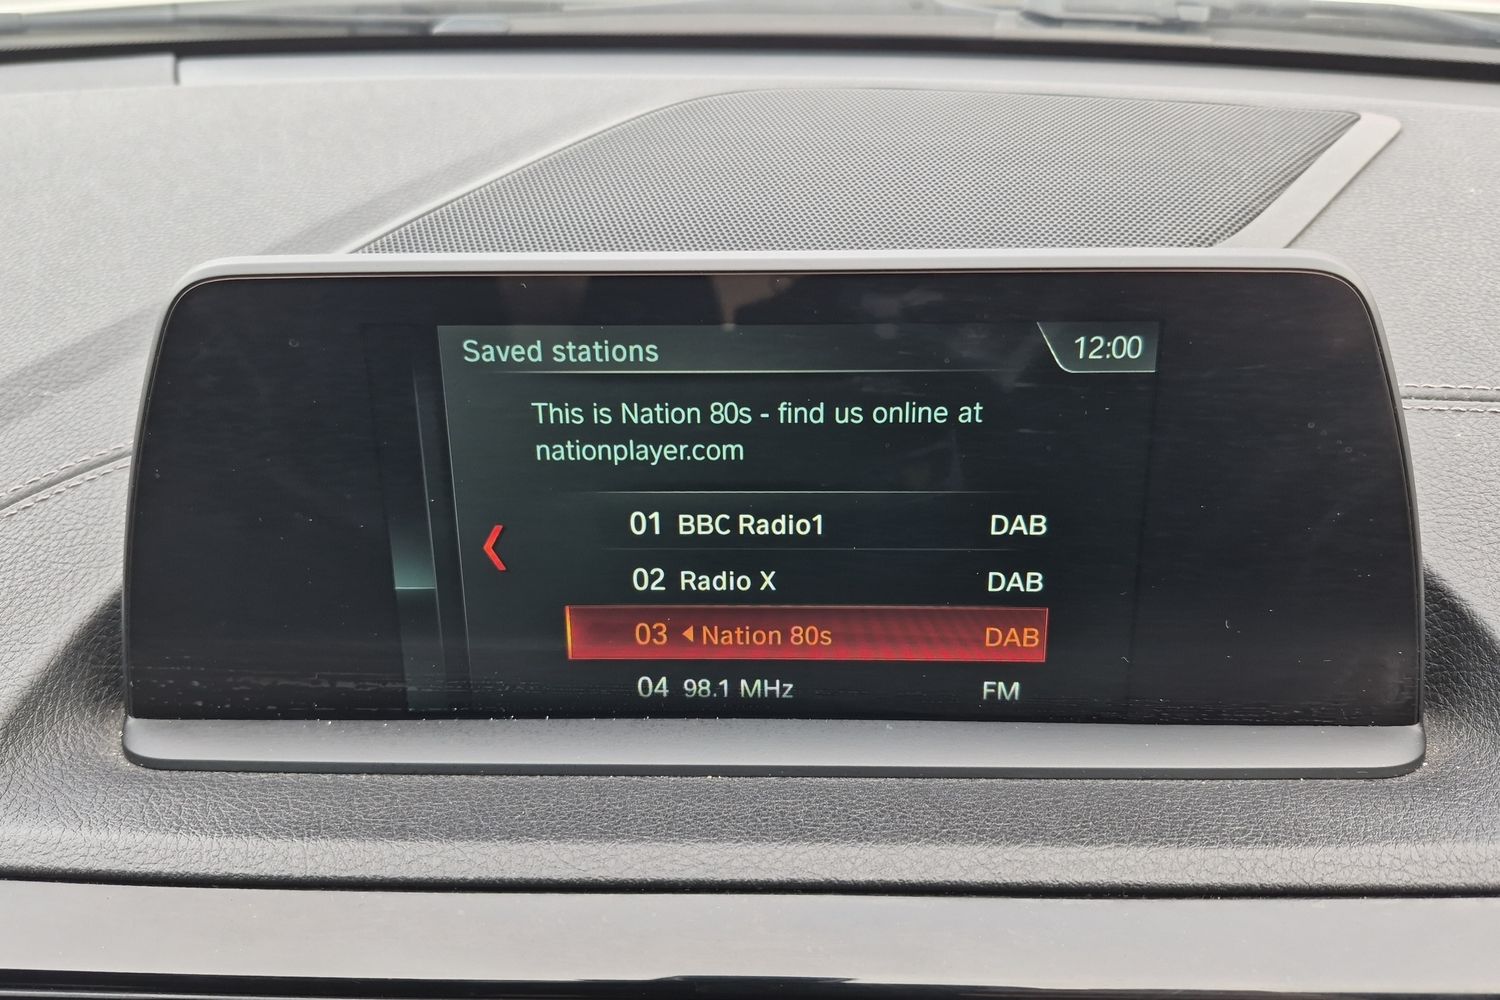 Saved stations
12:00
This is Nation 80s - find us online at
nationplayer.com
01 BBC Radio1 DAB
02 Radio X DAB
03 Nation 80s DAB
04 98.1 MHz FM